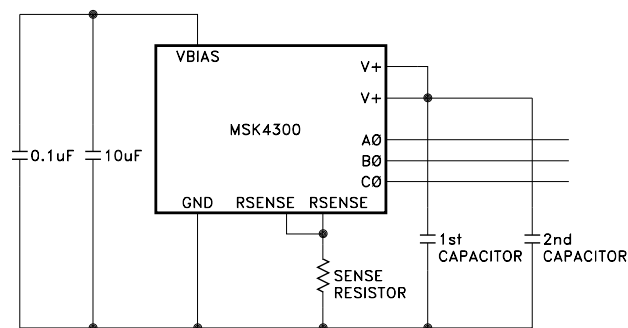 VBIAS
V+
V+
MSK4300
0.1uF
10uF
AØ
BØ
CØ
GND
RSENSE
RSENSE
1st
CAPACITOR
2nd
CAPACITOR
SENSE
RESISTOR